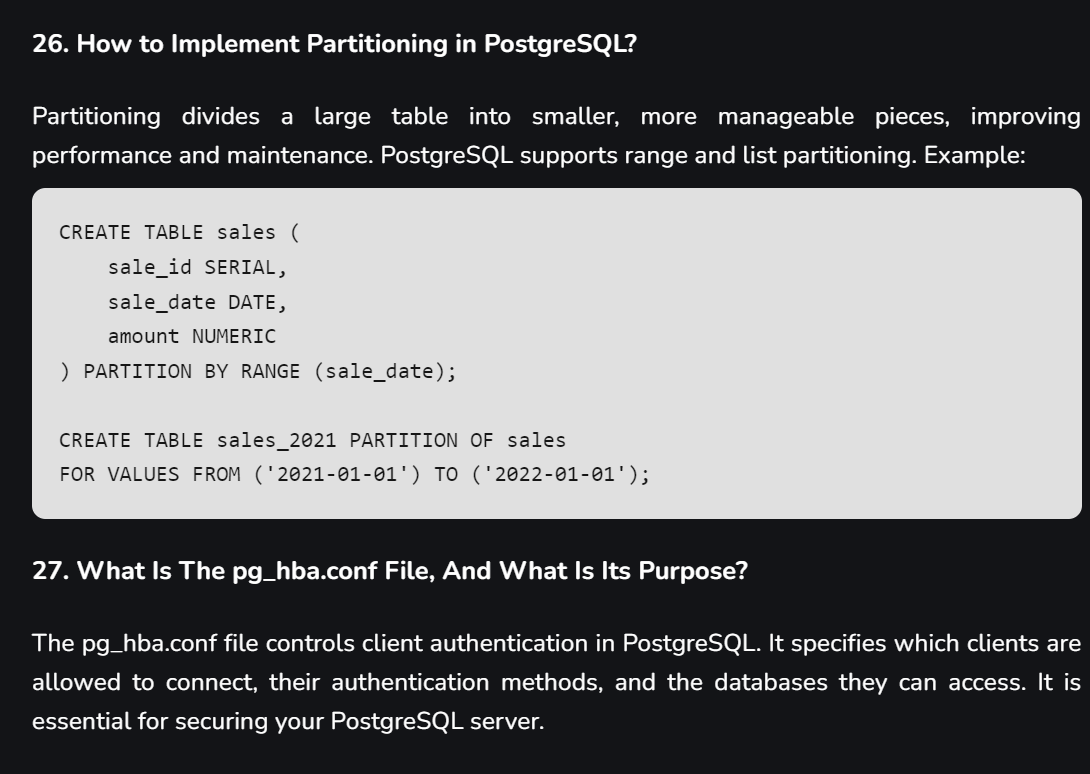 26. How to Implement Partitioning in PostgreSQL?
Partitioning divides a large table into smaller, more manageable pieces, improving
performance and maintenance. PostgreSQL supports range and list partitioning. Example:
CREATE TABLE sales (
    sale_id SERIAL,
    sale_date DATE,
    amount NUMERIC
) PARTITION BY RANGE (sale_date);
CREATE TABLE sales_2021 PARTITION OF sales
FOR VALUES FROM ('2021-01-01') TO ('2022-01-01');
27. What Is The pg_hba.conf File, And What Is Its Purpose?
The pg_hba.conf file controls client authentication in PostgreSQL. It specifies which clients are
allowed to connect, their authentication methods, and the databases they can access. It is
essential for securing your PostgreSQL server.